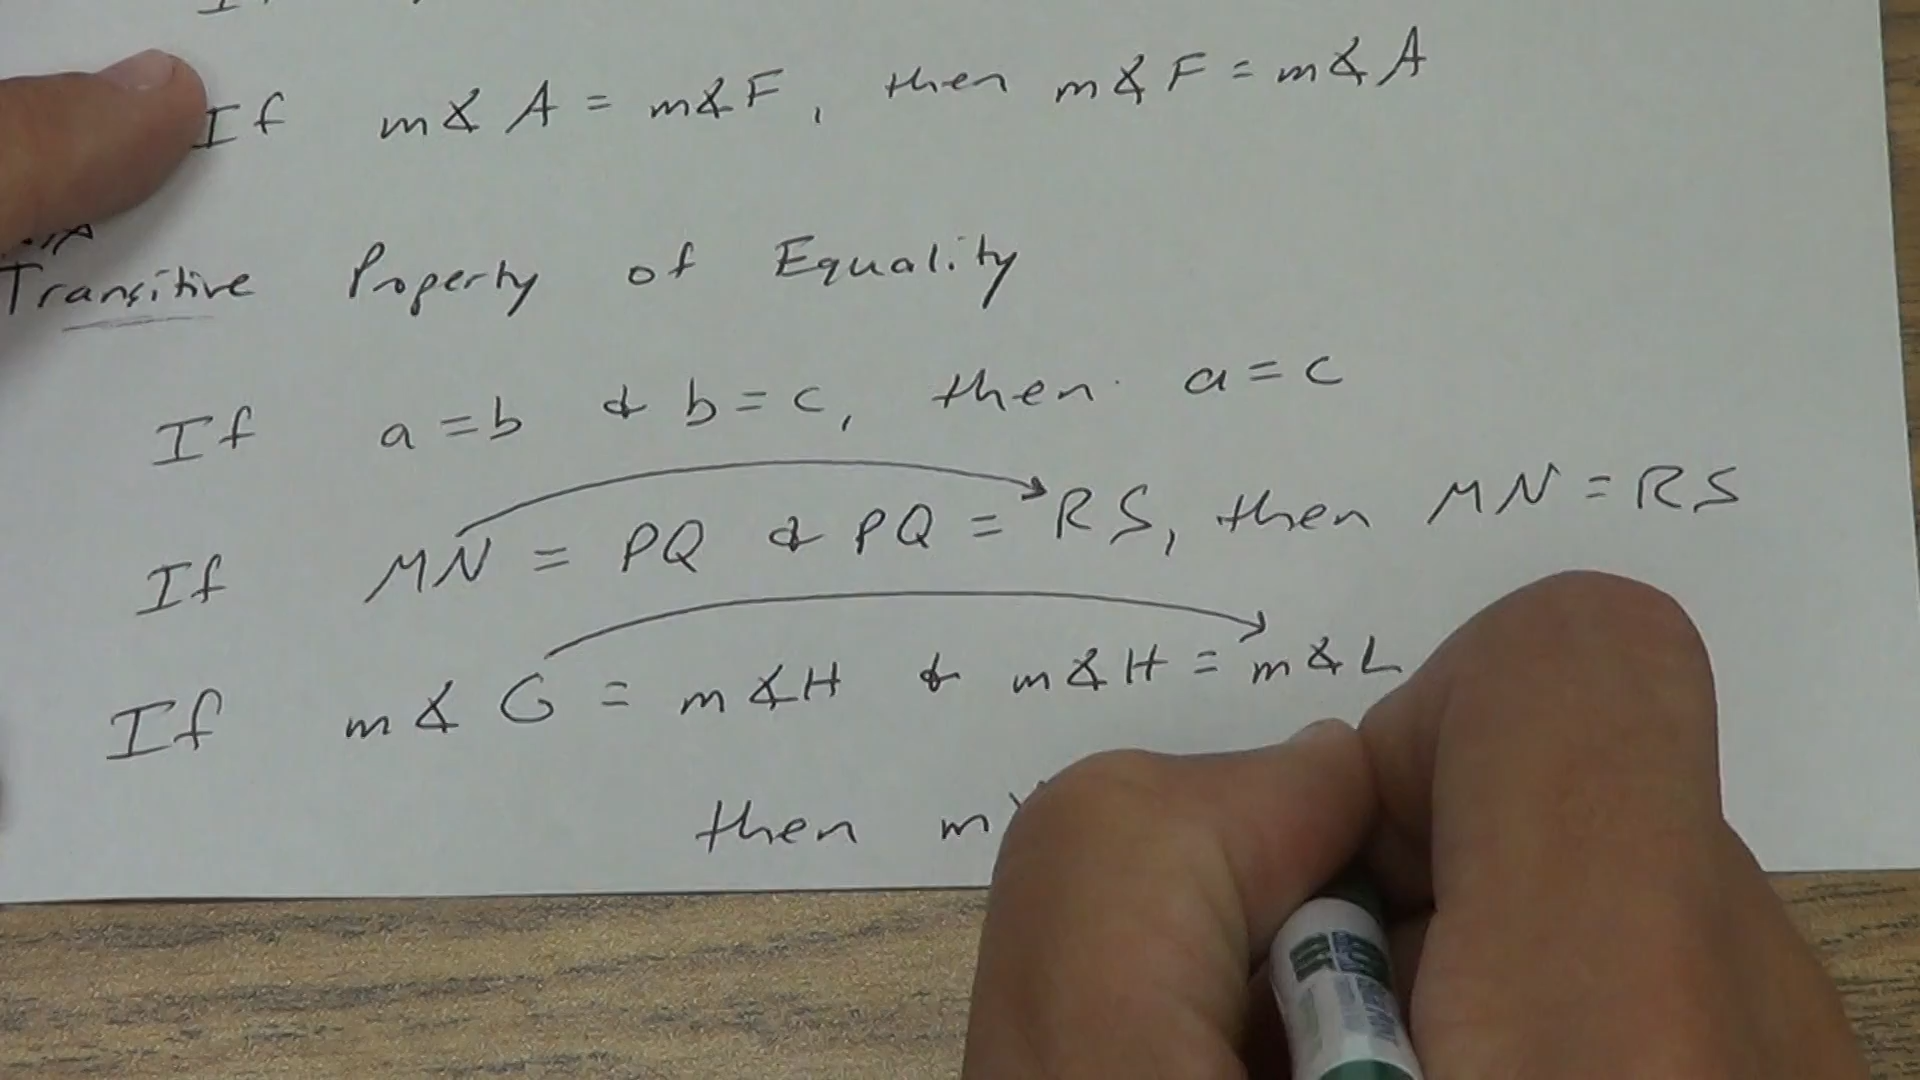 If m∡A = m∡F, then m∡F = m∡A
Transitive Property of Equality
If a=b & b=c, then a=c
If MN = PQ & PQ = RS, then MN = RS
If m∡G = m∡H & m∡H = m∡L
then m